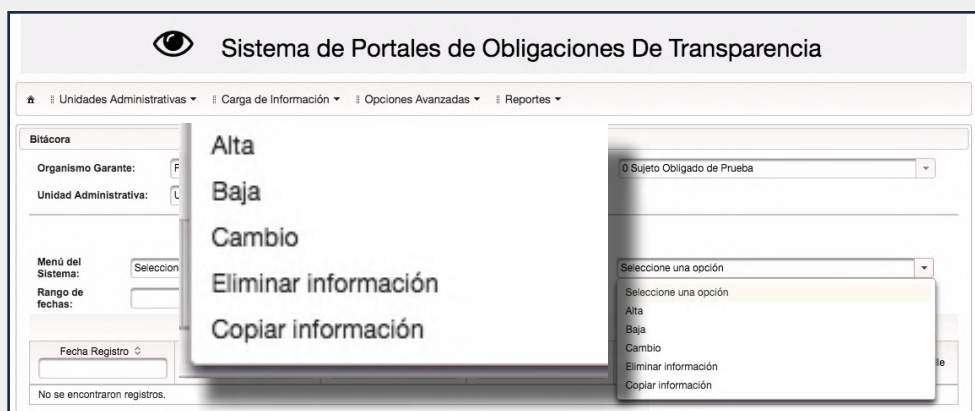 Sistema de Portales de Obligaciones De Transparencia
Unidades Administrativas Carga de Información Opciones Avanzadas Reportes
Bitácora
Organismo Garante: F 0 Sujeto Obligado de Prueba
Unidad Administrativa: U
Alta
Baja
Cambio
Eliminar información
Copiar información
Menú del Sistema: Seleccion Seleccione una opción
Rango de fechas:
Seleccione una opción
Alta
Baja
Cambio
Eliminar información
Copiar información
Fecha Registro lle
No se encontraron registros.